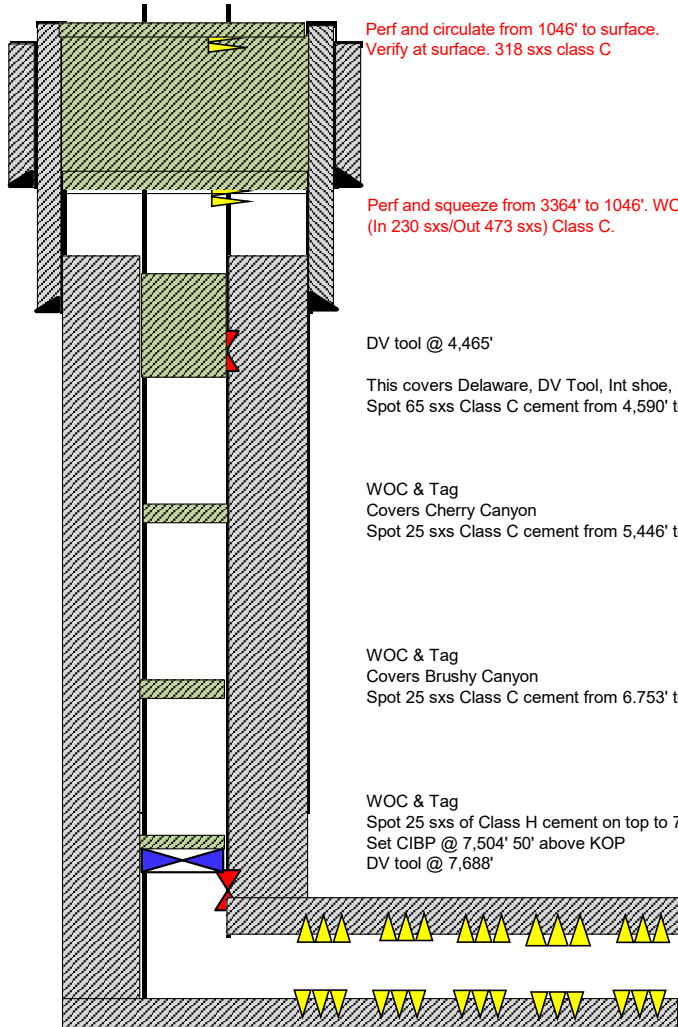 Perf and circulate from 1046' to surface.
Verify at surface. 318 sxs class C
Perf and squeeze from 3364' to 1046'.
(In 230 sxs/Out 473 sxs) Class C.
DV tool @ 4,465'
This covers Delaware, DV Tool, Int shoe,
Spot 65 sxs Class C cement from 4,590'
WOC & Tag
Covers Cherry Canyon
Spot 25 sxs Class C cement from 5,446'
WOC & Tag
Covers Brushy Canyon
Spot 25 sxs Class C cement from 6.753'
WOC & Tag
Spot 25 sxs of Class H cement on top to
Set CIBP @ 7,504' 50' above KOP
DV tool @ 7,688'